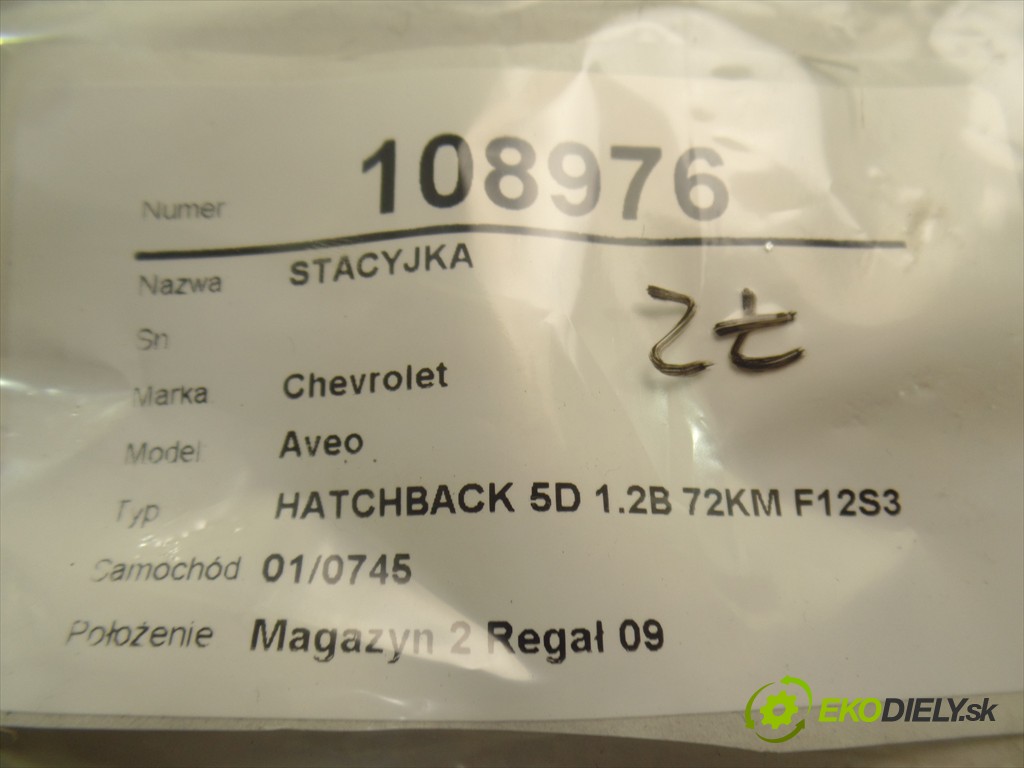 Numer 108976
Nazwa STACYJKA
Sn
Marka Chevrolet
Model Aveo
Typ HATCHBACK 5D 1.2B 72KM F12S3
Samochód 01/0745
Położenie Magazyn 2 Regał 09
EKODIELY.sk